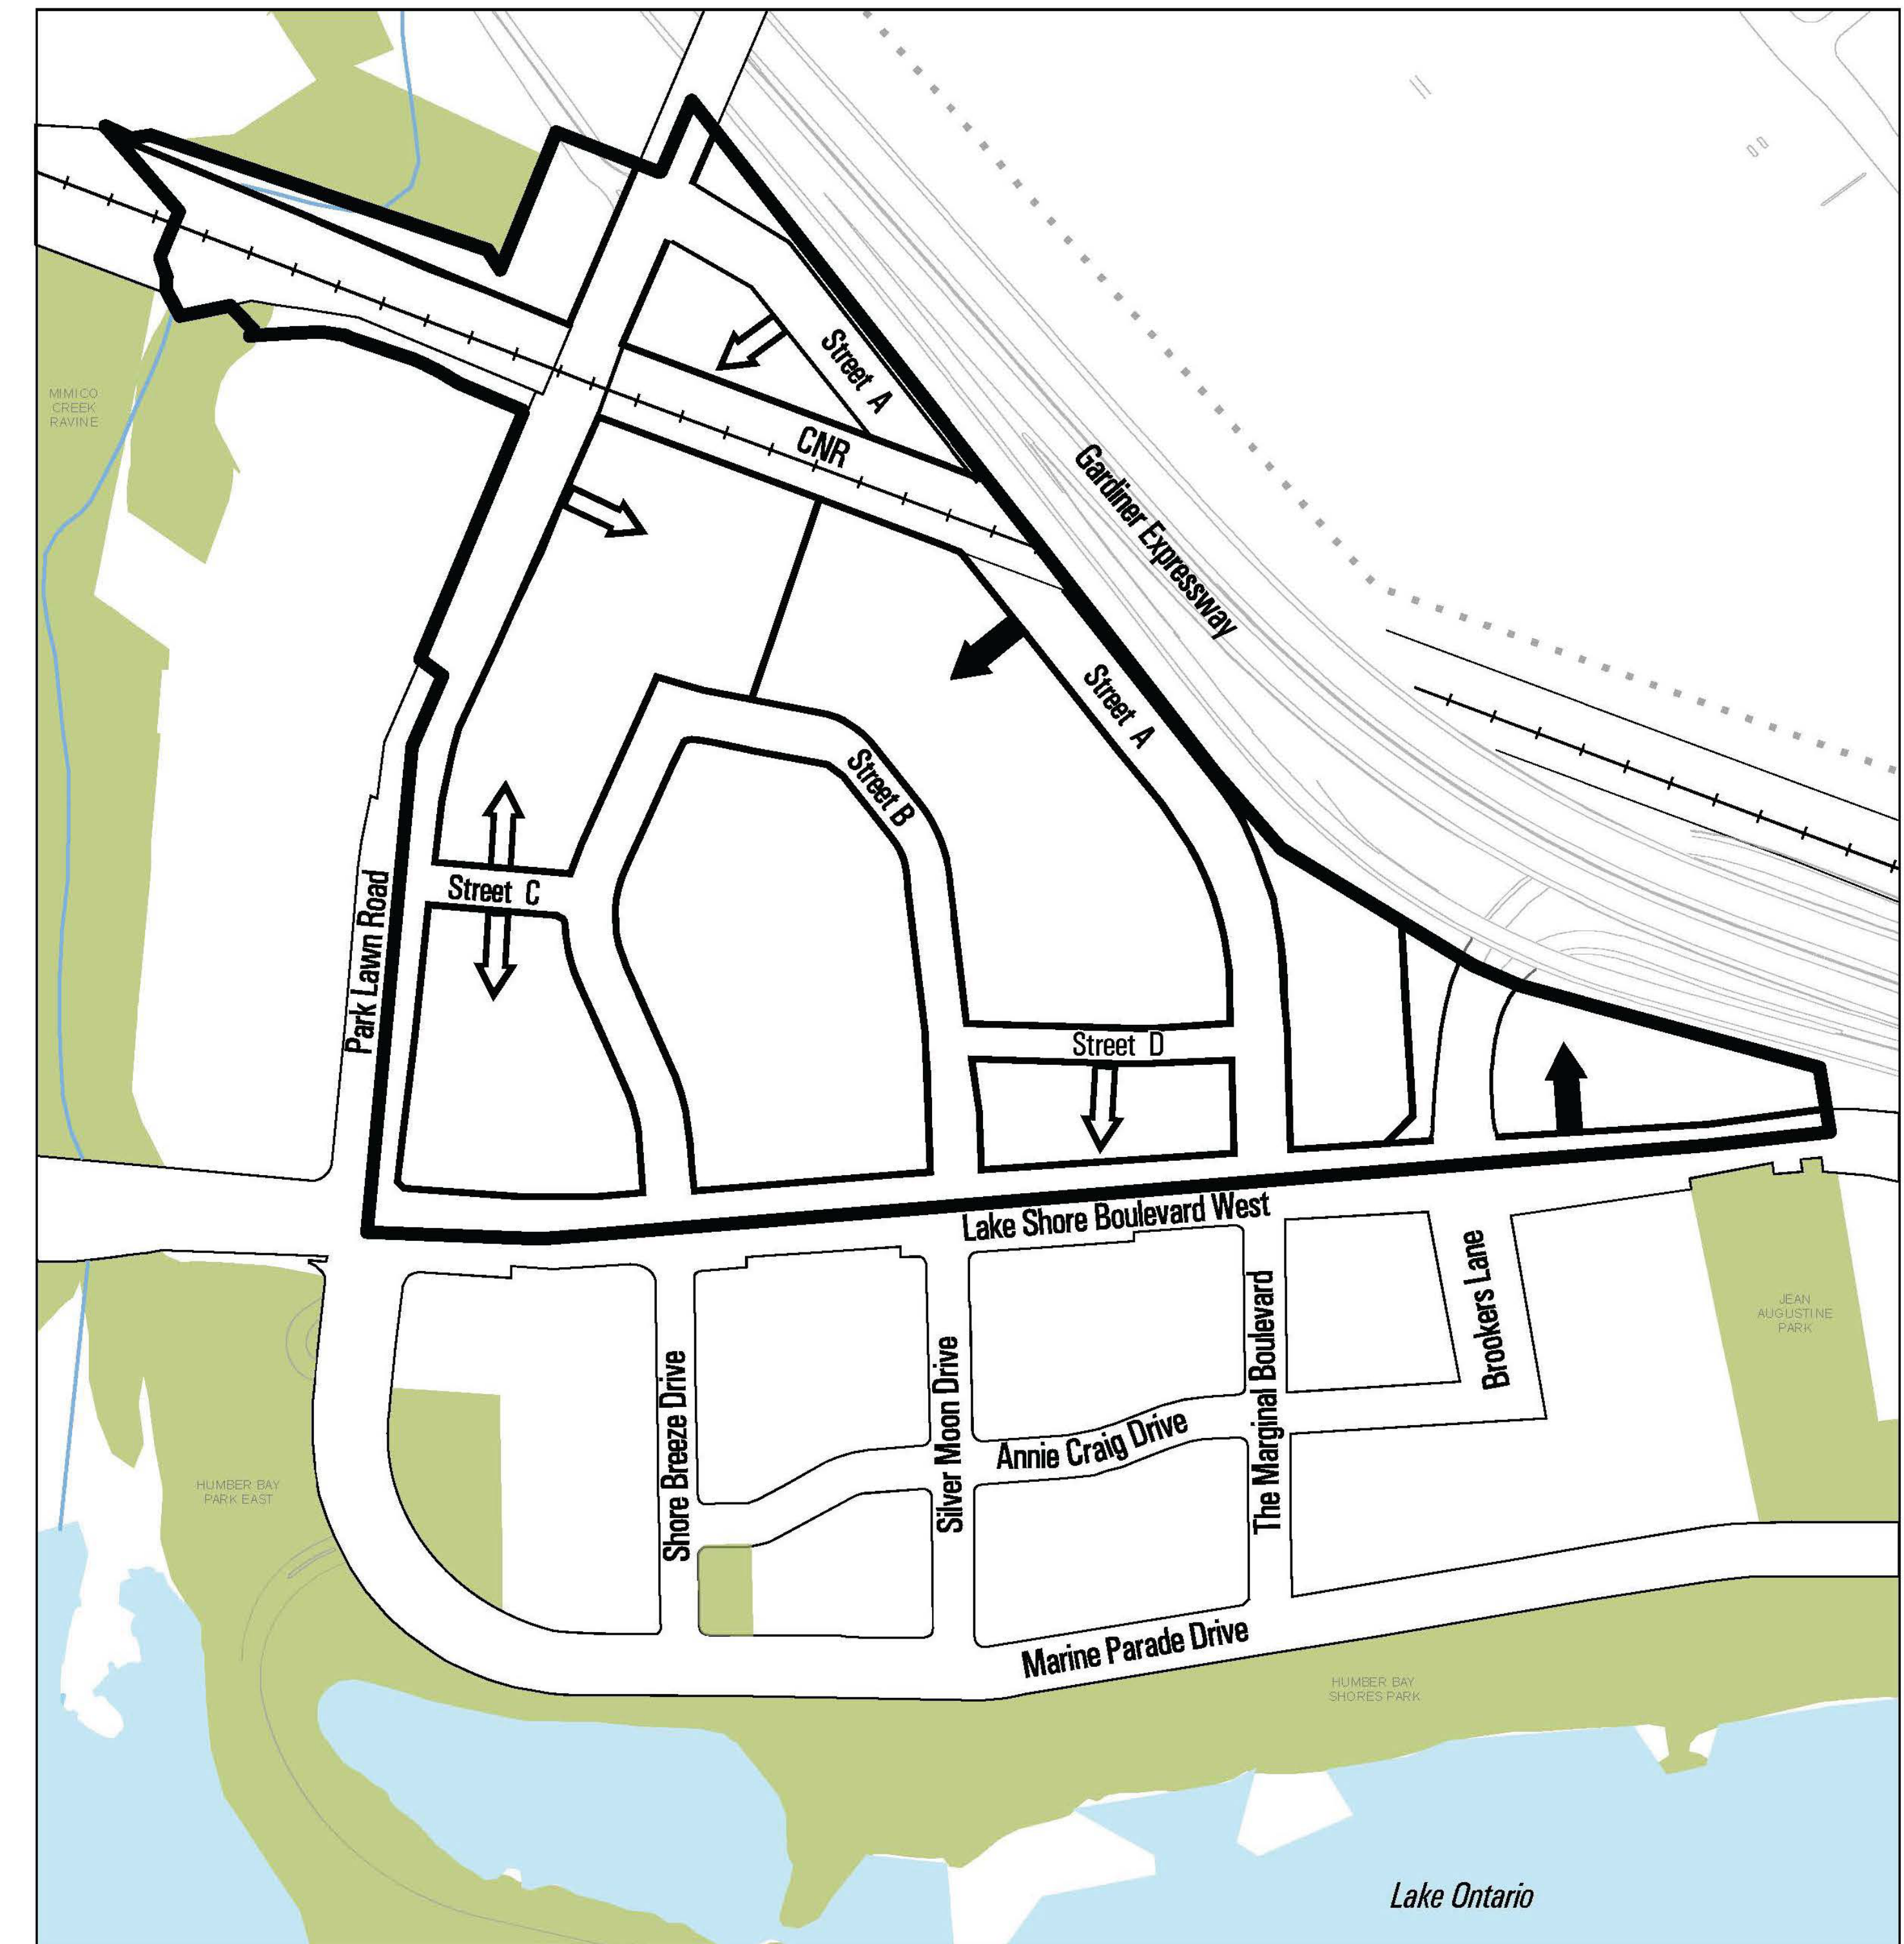 MIMICO
CREEK
RAVINE
Street A
CNR
Gardiner Expressway
Street A
Street B
Street C
Park Lawn Road
Street D
Lake Shore Boulevard West
Brookers Lane
JEAN
AUGUSTINE
PARK
The Marginal Boulevard
Silver Moon Drive
Shore Breeze Drive
Annie Craig Drive
HUMBER BAY
PARK EAST
Marine Parade Drive
HUMBER BAY
SHORES PARK
Lake Ontario